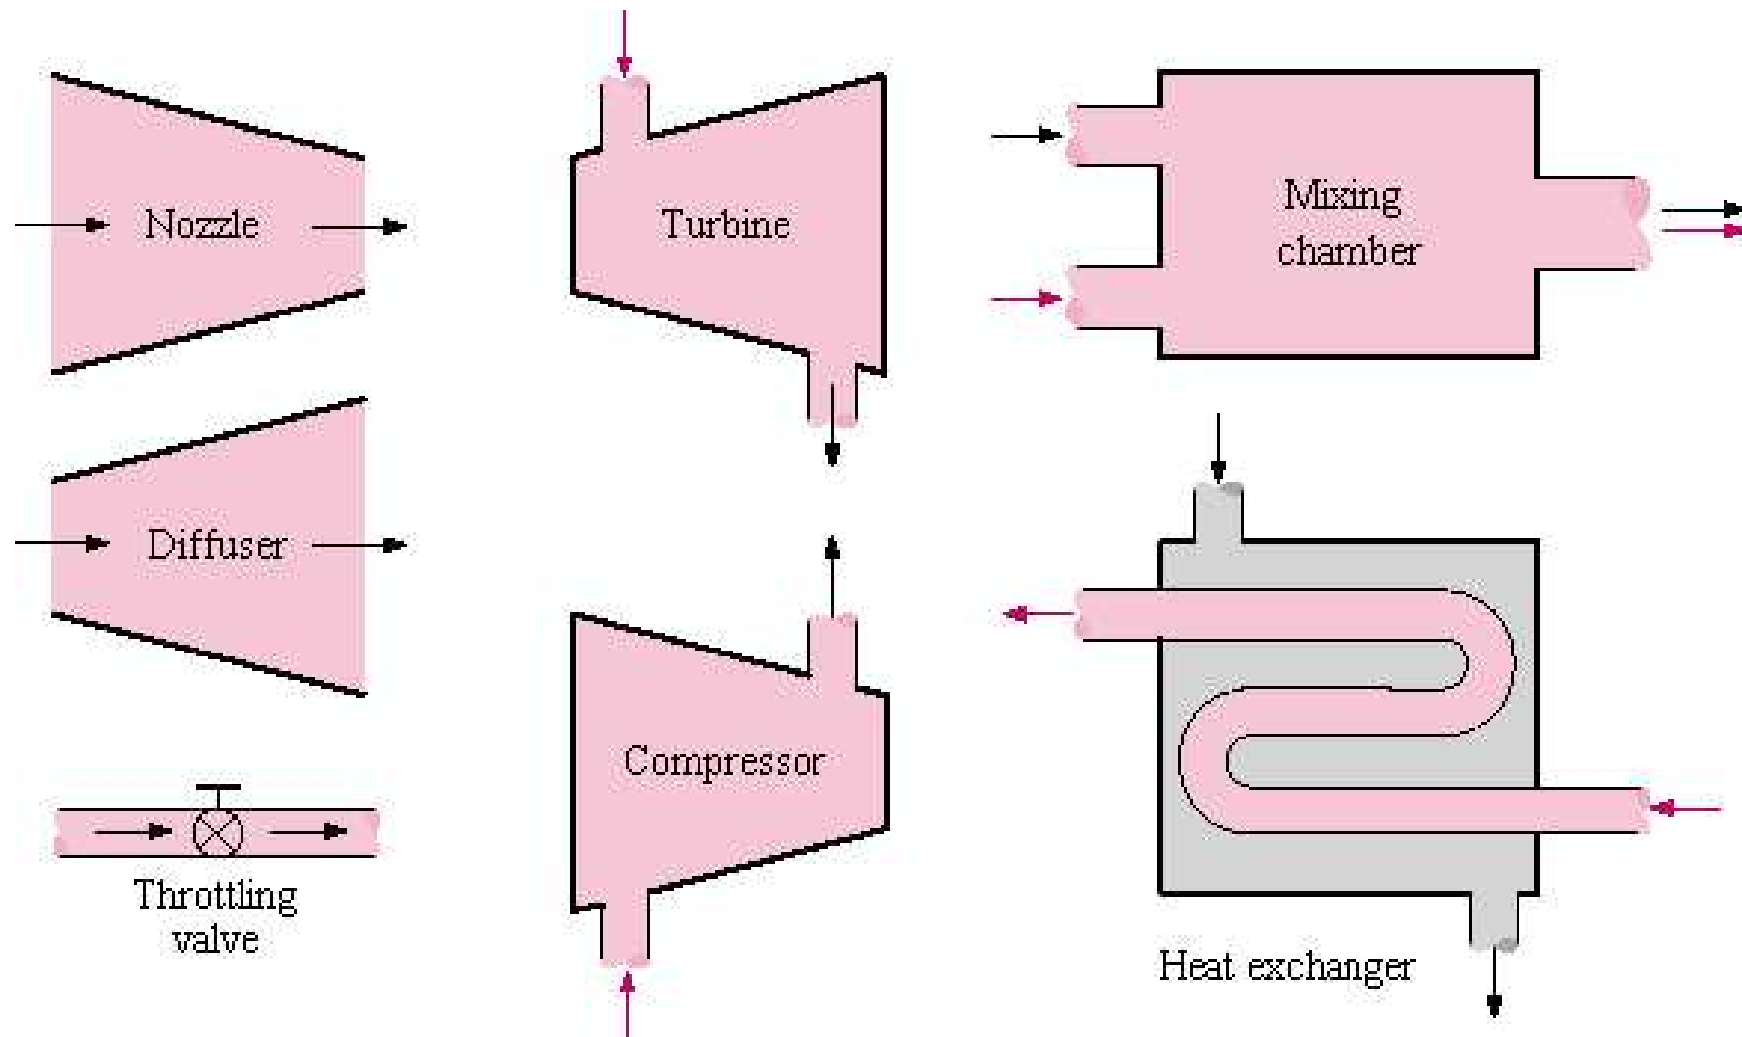 Nozzle
Turbine
Mixing
chamber
Diffuser
Compressor
Throttling
valve
Heat exchanger